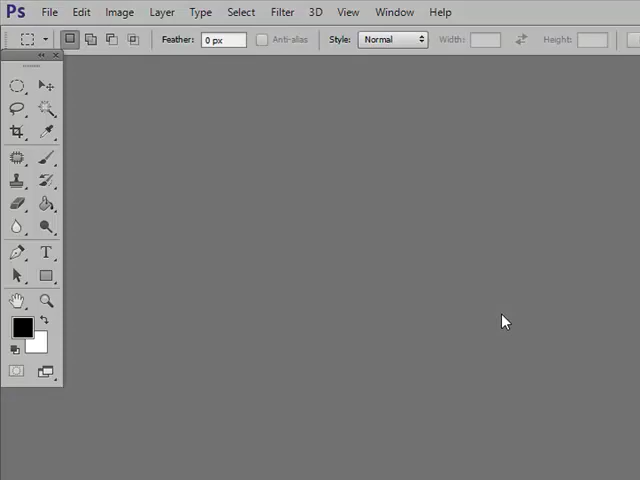 Ps File Edit Image Layer Type Select Filter 3D View Window Help
Feather: 0 px Anti-alias Style: Normal Width: Height:
T